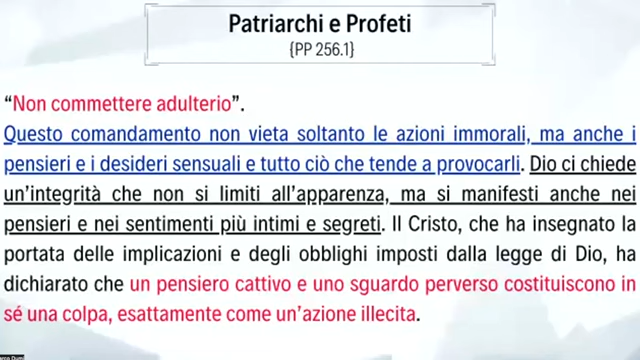 Patriarchi e Profeti
{PP 256.1}
“Non commettere adulterio”.
Questo comandamento non vieta soltanto le azioni immorali, ma anche i
pensieri e i desideri sensuali e tutto ciò che tende a provocarli. Dio ci chiede
un’integrità che non si limiti all’apparenza, ma si manifesti anche nei
pensieri e nei sentimenti più intimi e segreti. Il Cristo, che ha insegnato la
portata delle implicazioni e degli obblighi imposti dalla legge di Dio, ha
dichiarato che un pensiero cattivo e uno sguardo perverso costituiscono in
sé una colpa, esattamente come un’azione illecita.